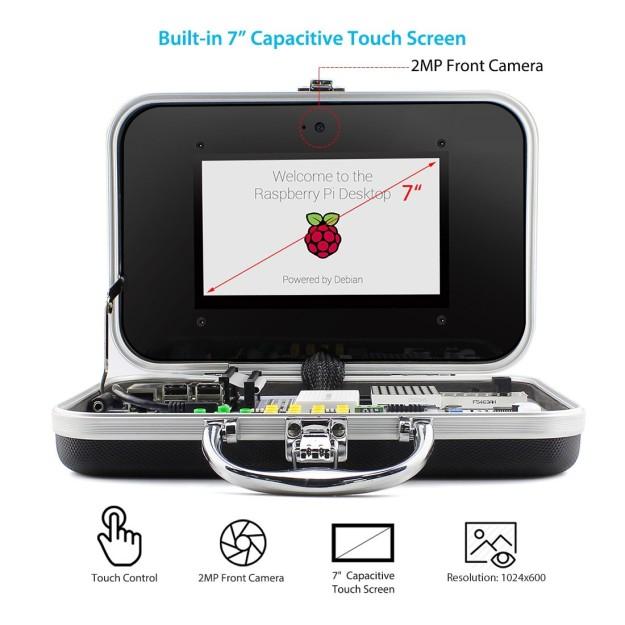 Built-in 7” Capacitive Touch Screen
2MP Front Camera
Welcome to the
Raspberry Pi Desktop
7“
Powered by Debian
F5463AH
Touch Control
2MP Front Camera
7" Capacitive
Touch Screen
Resolution: 1024x600